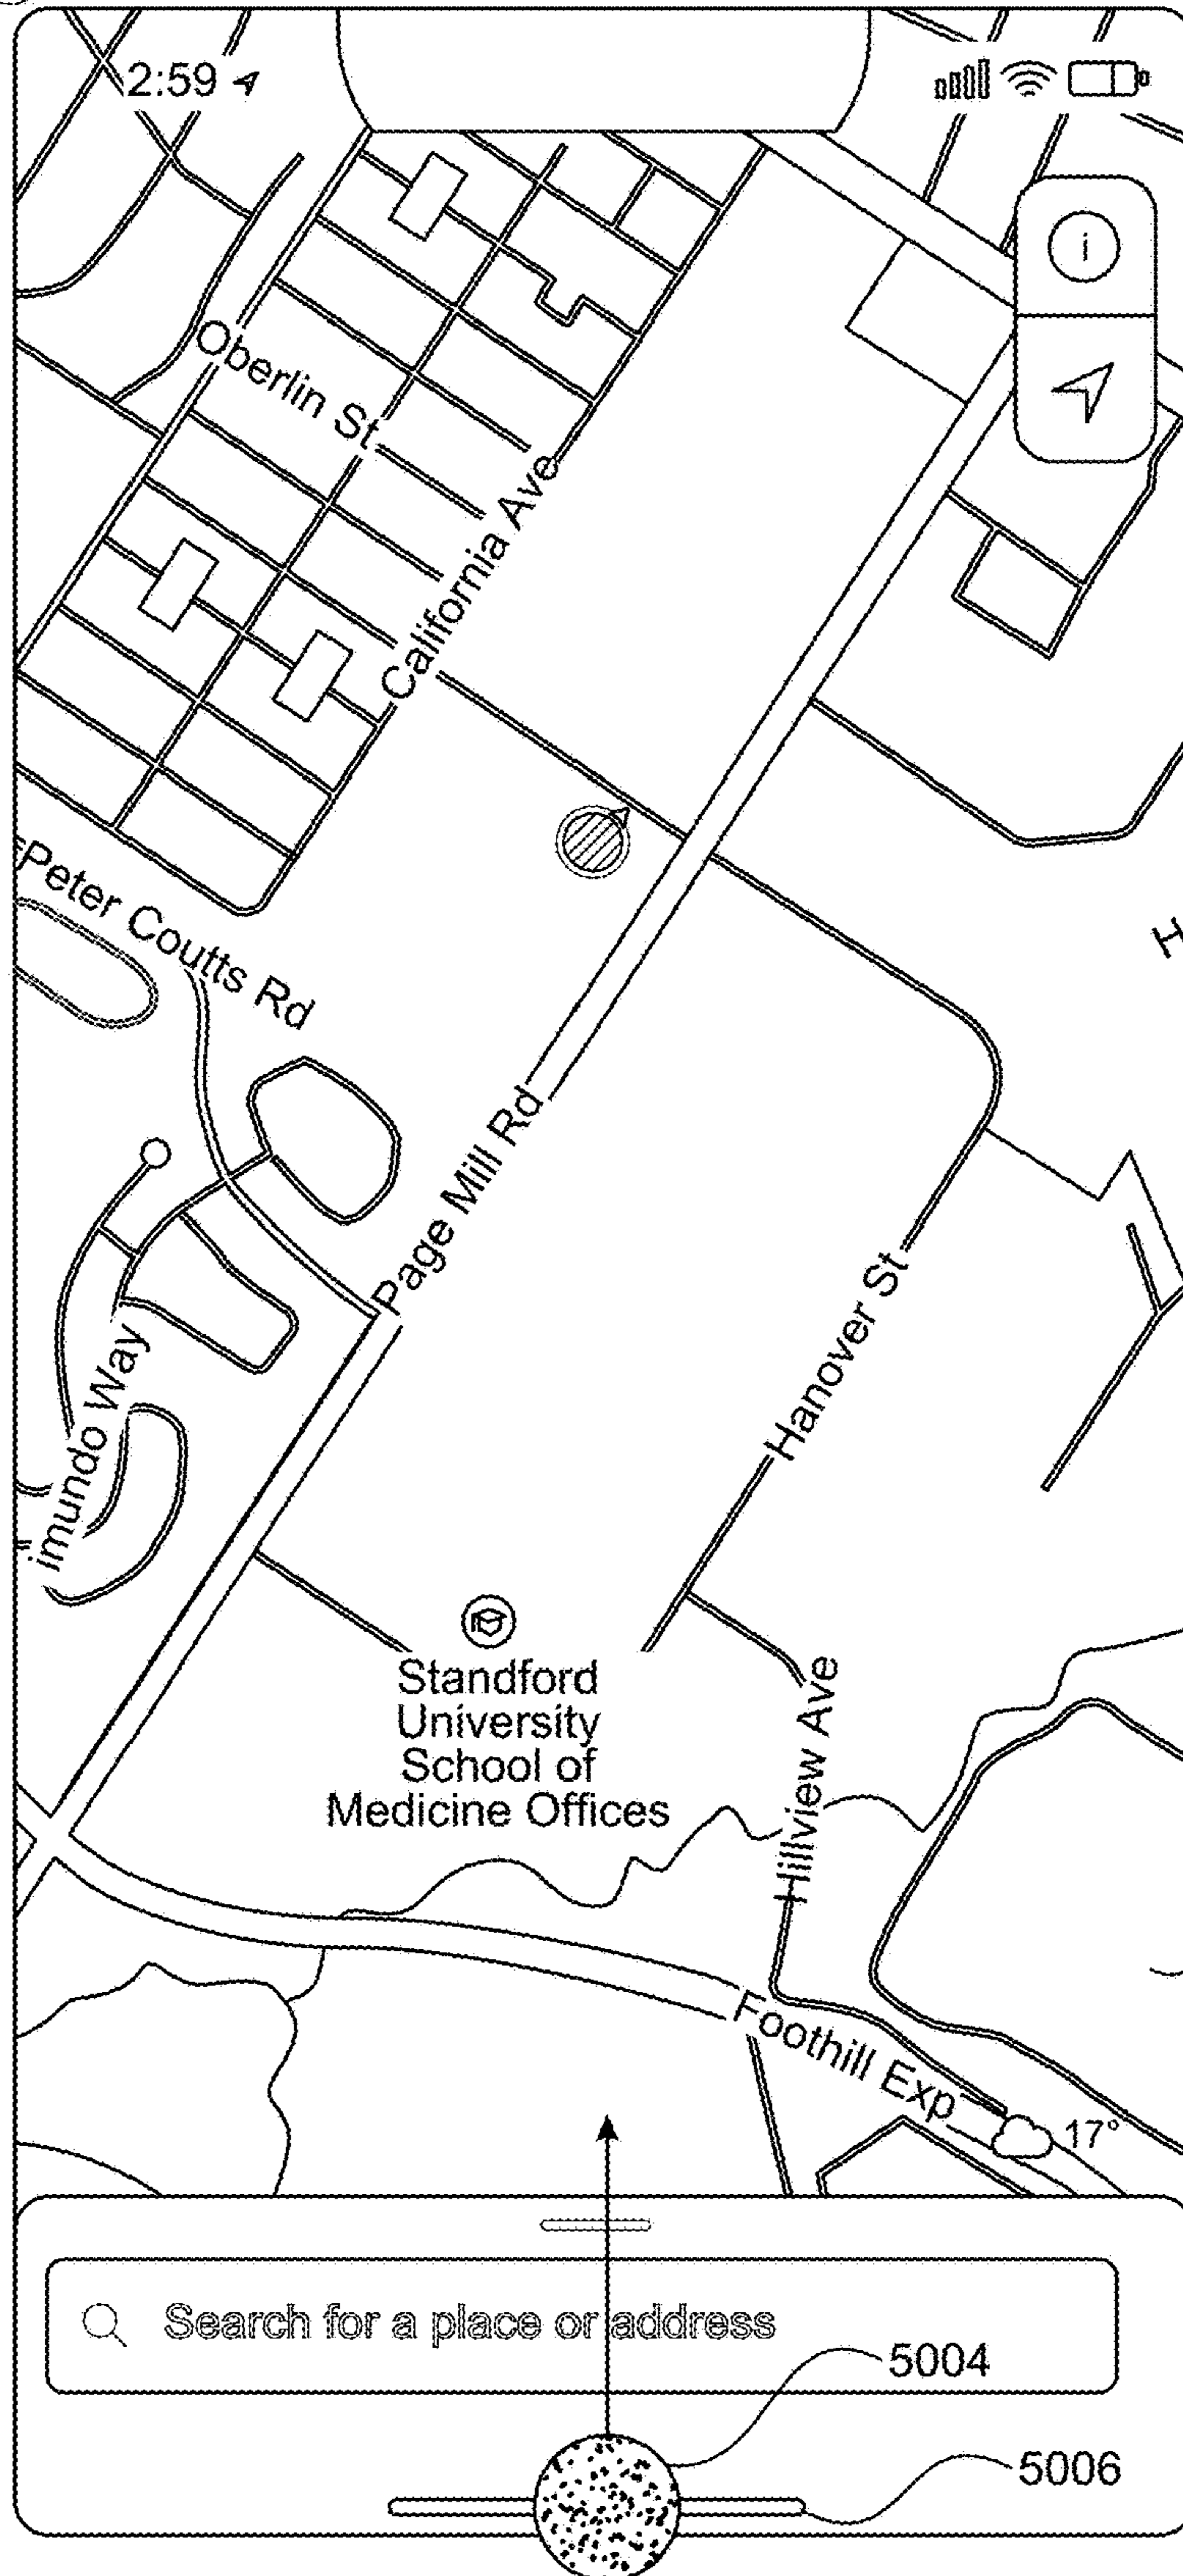 2:59
i
Oberlin St
California Ave
Peter Coutts Rd
H
Page Mill Rd
Hanover St
imundo Way
Standford
University
School of
Medicine Offices
Hillview Ave
Foothill Exp
17°
Search for a place or address
5004
5006